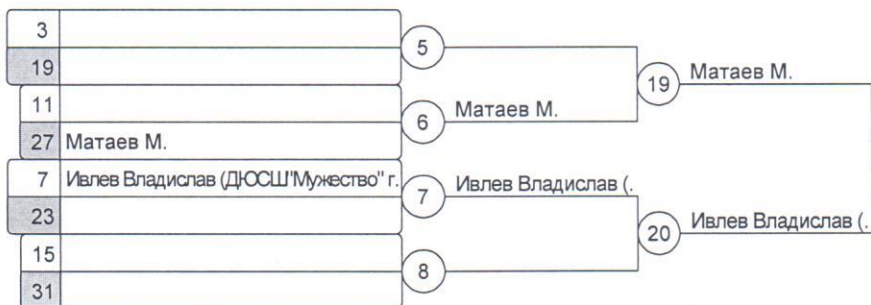 3
19
5
11
27 Матаев М.
6 Матаев М.
19 Матаев М.
7 Ивлев Владислав (ДЮСШ"Мужество" г.
23
7 Ивлев Владислав (.
15
31
8
20 Ивлев Владислав (.